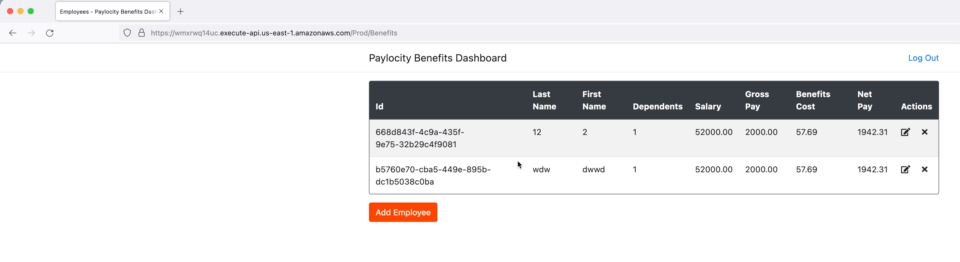 Employees - Paylocity Benefits Das
https://wmxrwq14uc.execute-api.us-east-1.amazonaws.com/Prod/Benefits
Paylocity Benefits Dashboard
Log Out
Id Last Name First Name Dependents Salary Gross Pay Benefits Cost Net Pay Actions
668d843f-4c9a-435f-
9e75-32b29c4f9081 12 2 1 52000.00 2000.00 57.69 1942.31
b5760e70-cba5-449e-895b-
dc1b5038c0ba wdw dwwd 1 52000.00 2000.00 57.69 1942.31
Add Employee